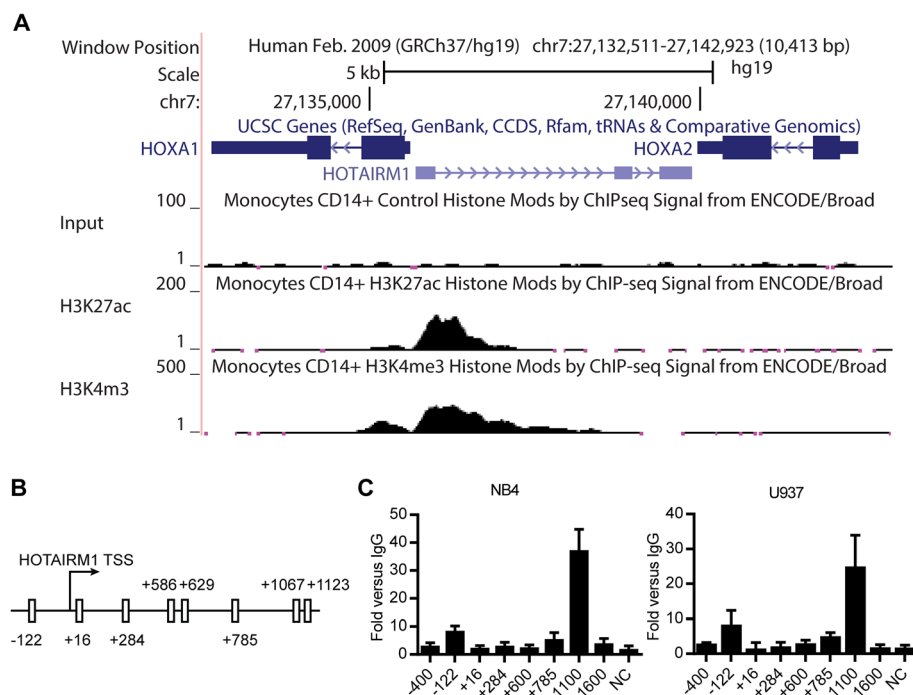 A
Window Position Human Feb. 2009 (GRCh37/hg19) chr7:27,132,511-27,142,923 (10,413 bp)
Scale 5 kb hg19
chr7: 27,135,000 27,140,000
UCSC Genes (RefSeq, GenBank, CCDS, Rfam, tRNAs & Comparative Genomics)
HOXA1 HOXA2
HOTAIRM1
100 Monocytes CD14+ Control Histone Mods by ChIPseq Signal from ENCODE/Broad
Input
1
Monocytes CD14+ H3K27ac Histone Mods by ChIP-seq Signal from ENCODE/Broad
200
H3K27ac
1
500 Monocytes CD14+ H3K4me3 Histone Mods by ChIP-seq Signal from ENCODE/Broad
H3K4m3
1
B
HOTAIRM1 TSS
+586 +629 +1067 +1123
-122 +16 +284 +785
C
NB4
Fold versus IgG
50
40
30
20
10
0
-400 -122 +16 +284 +600 +785 1100 1600 NC
U937
Fold versus IgG
40
30
20
10
0
-400 -122 +16 +284 +600 +785 1100 1600 NC